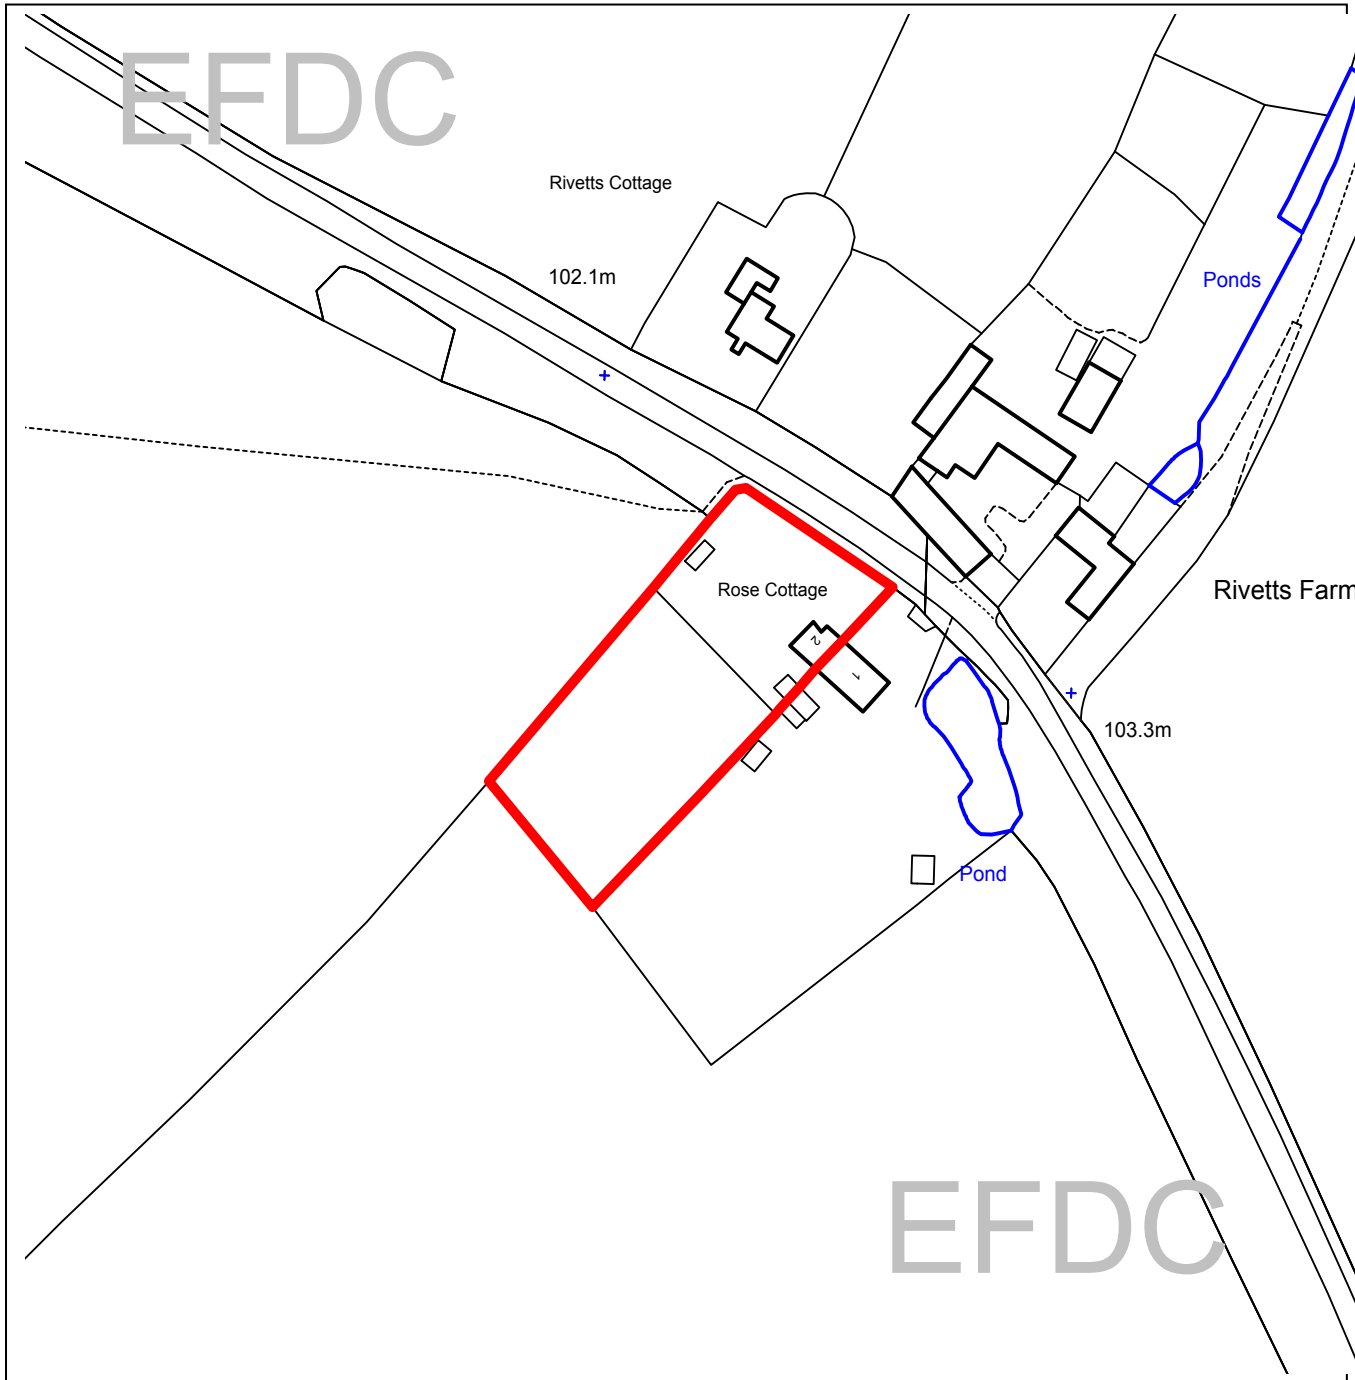 EFDC
Rivetts Cottage
102.1m
Ponds
Rose Cottage
Rivetts Farm
2
1
103.3m
Pond
EFDC